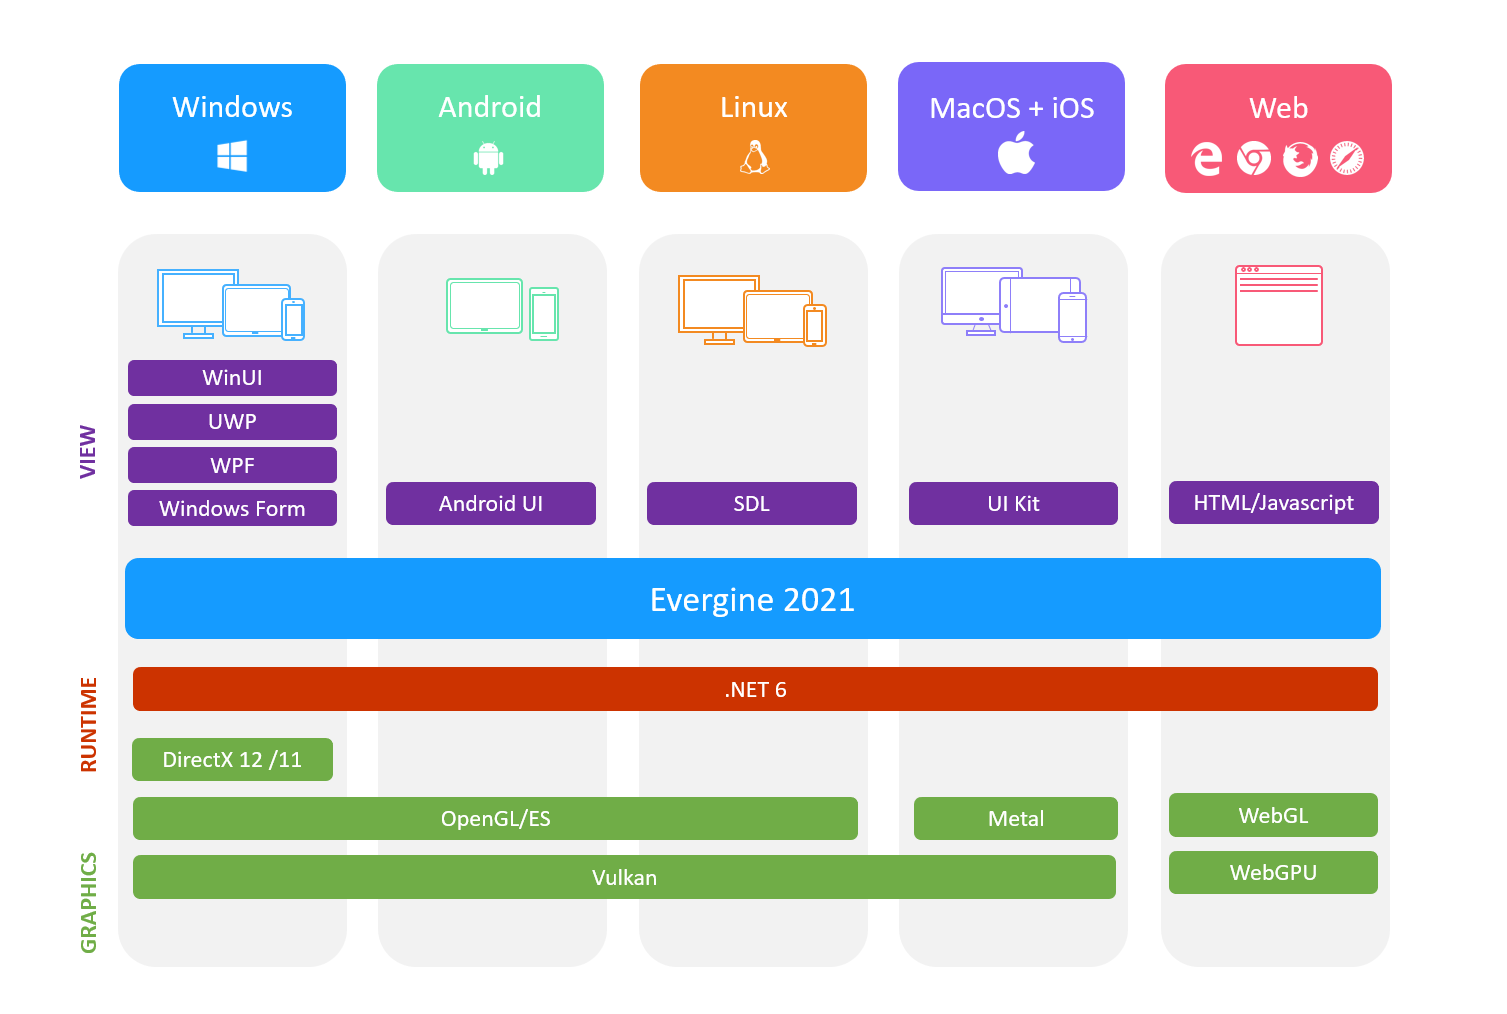 Windows
Android
Linux
MacOS + iOS
Web
VIEW
WinUI
UWP
WPF
Windows Form
Android UI
SDL
UI Kit
HTML/Javascript
Evergine 2021
RUNTIME
.NET 6
GRAPHICS
DirectX 12 /11
OpenGL/ES
Metal
WebGL
Vulkan
WebGPU